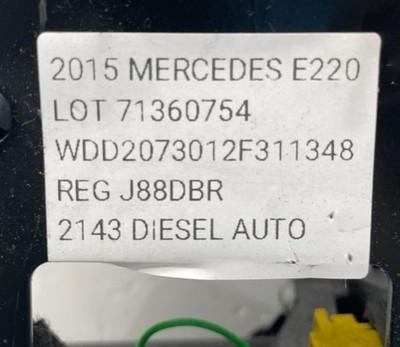 2015 MERCEDES E220
LOT 71360754
WDD2073012F311348
REG J88DBR
2143 DIESEL AUTO